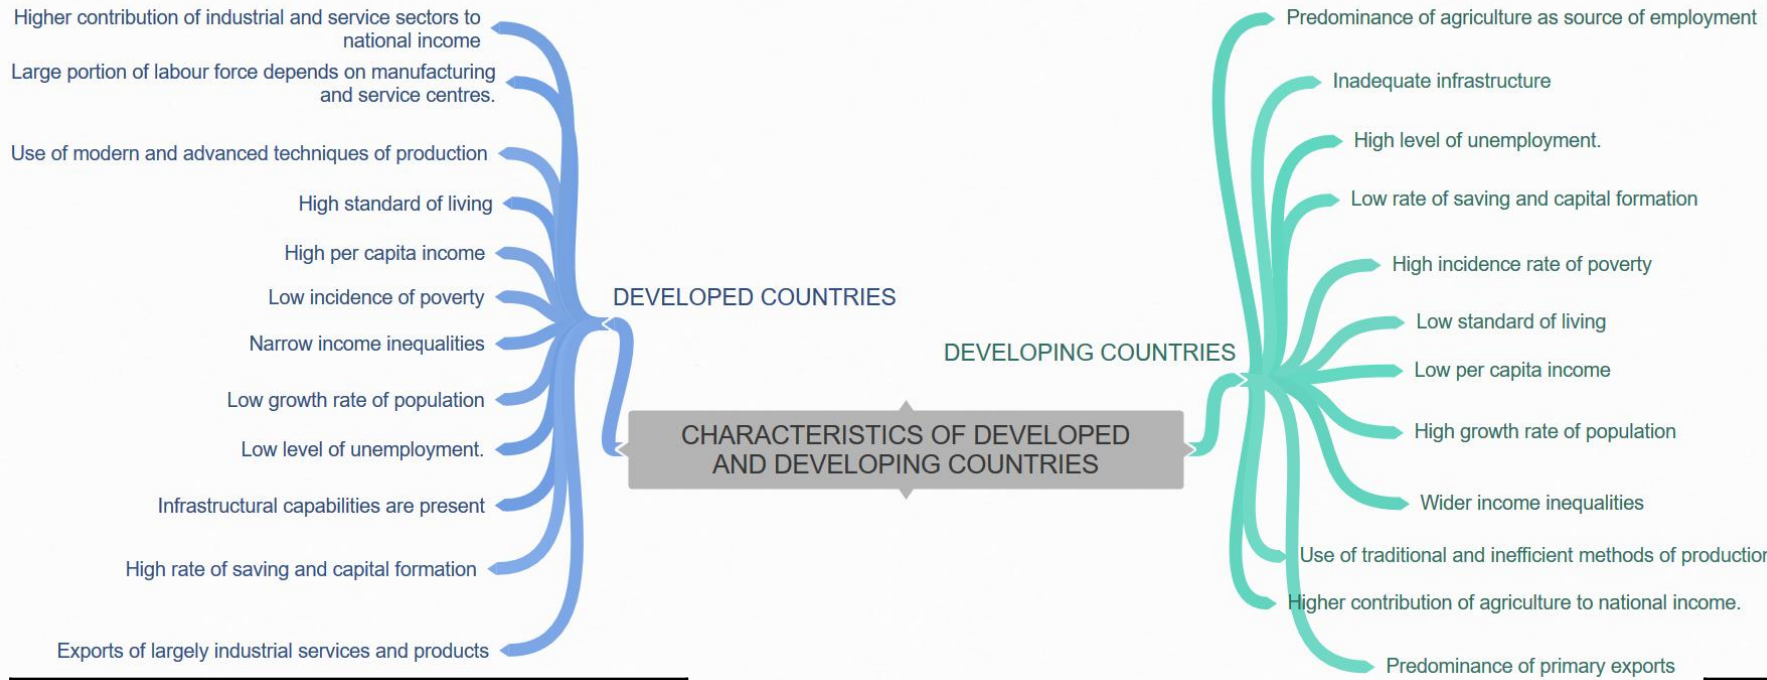 Higher contribution of industrial and service sectors to
national income
Large portion of labour force depends on manufacturing
and service centres.
Use of modern and advanced techniques of production
High standard of living
High per capita income
Low incidence of poverty
Narrow income inequalities
Low growth rate of population
Low level of unemployment.
Infrastructural capabilities are present
High rate of saving and capital formation
Exports of largely industrial services and products
DEVELOPED COUNTRIES
CHARACTERISTICS OF DEVELOPED
AND DEVELOPING COUNTRIES
DEVELOPING COUNTRIES
Predominance of agriculture as source of employment
Inadequate infrastructure
High level of unemployment.
Low rate of saving and capital formation
High incidence rate of poverty
Low standard of living
Low per capita income
High growth rate of population
Wider income inequalities
Use of traditional and inefficient methods of production
Higher contribution of agriculture to national income.
Predominance of primary exports